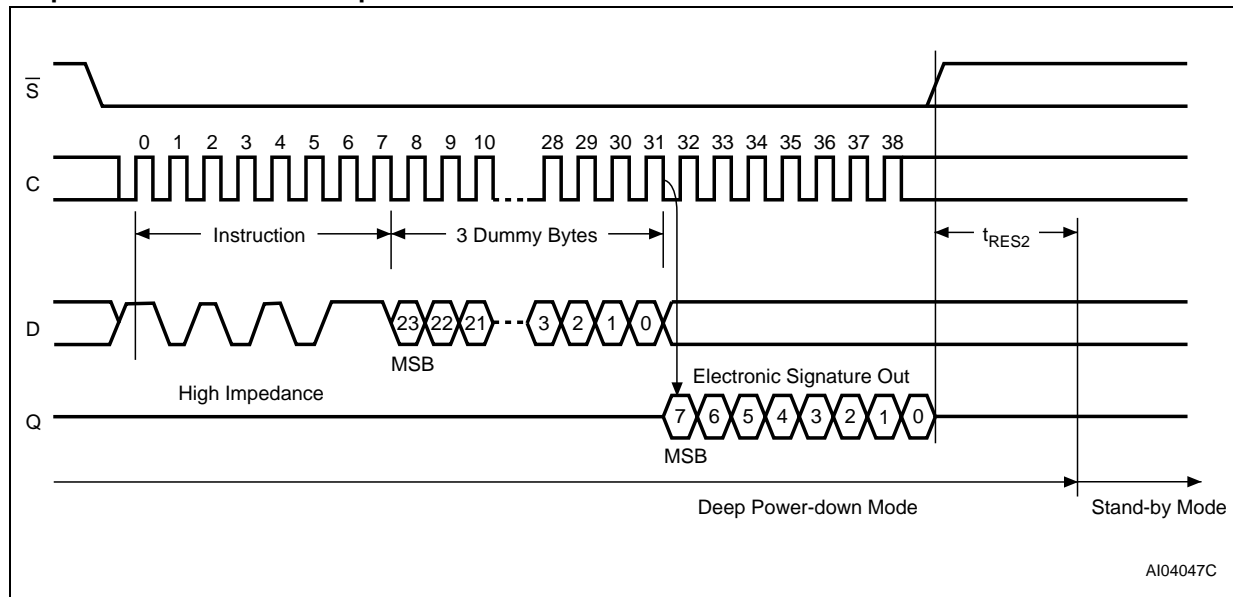 S
0 1 2 3 4 5 6 7 8 9 10 28 29 30 31 32 33 34 35 36 37 38
C
Instruction 3 Dummy Bytes tRES2
D 23 22 21 3 2 1 0
MSB
High Impedance Electronic Signature Out
Q 7 6 5 4 3 2 1 0
MSB
Deep Power-down Mode Stand-by Mode
AI04047C